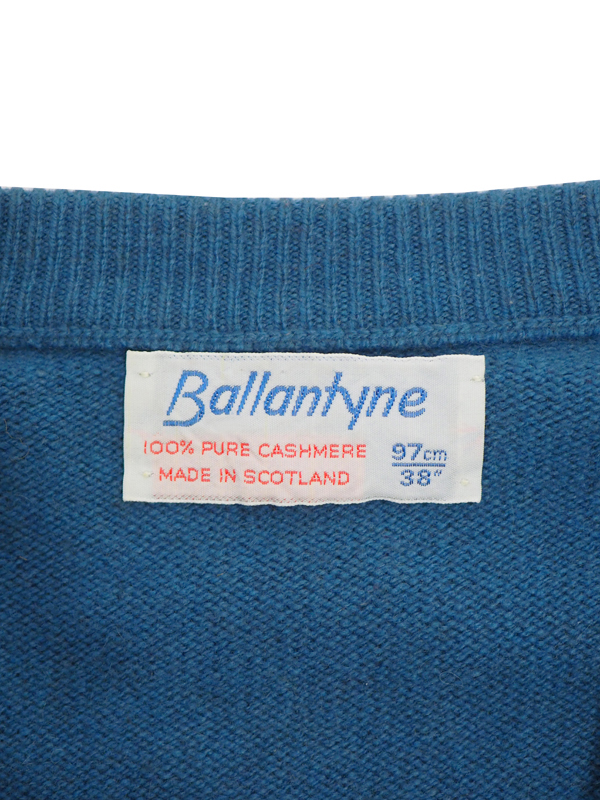 Ballantyne
100% PURE CASHMERE
MADE IN SCOTLAND
97cm
38"